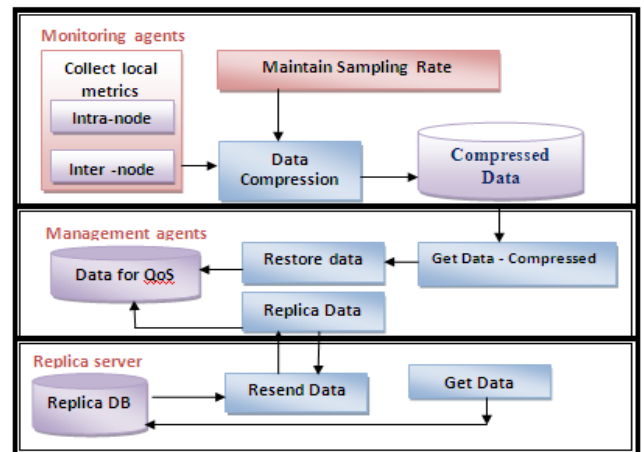 Monitoring agents
Collect local
metrics
Intra-node
Inter -node
Maintain Sampling Rate
Data
Compression
Compressed
Data
Management agents
Data for QoS
Restore data
Get Data - Compressed
Replica Data
Replica server
Replica DB
Resend Data
Get Data